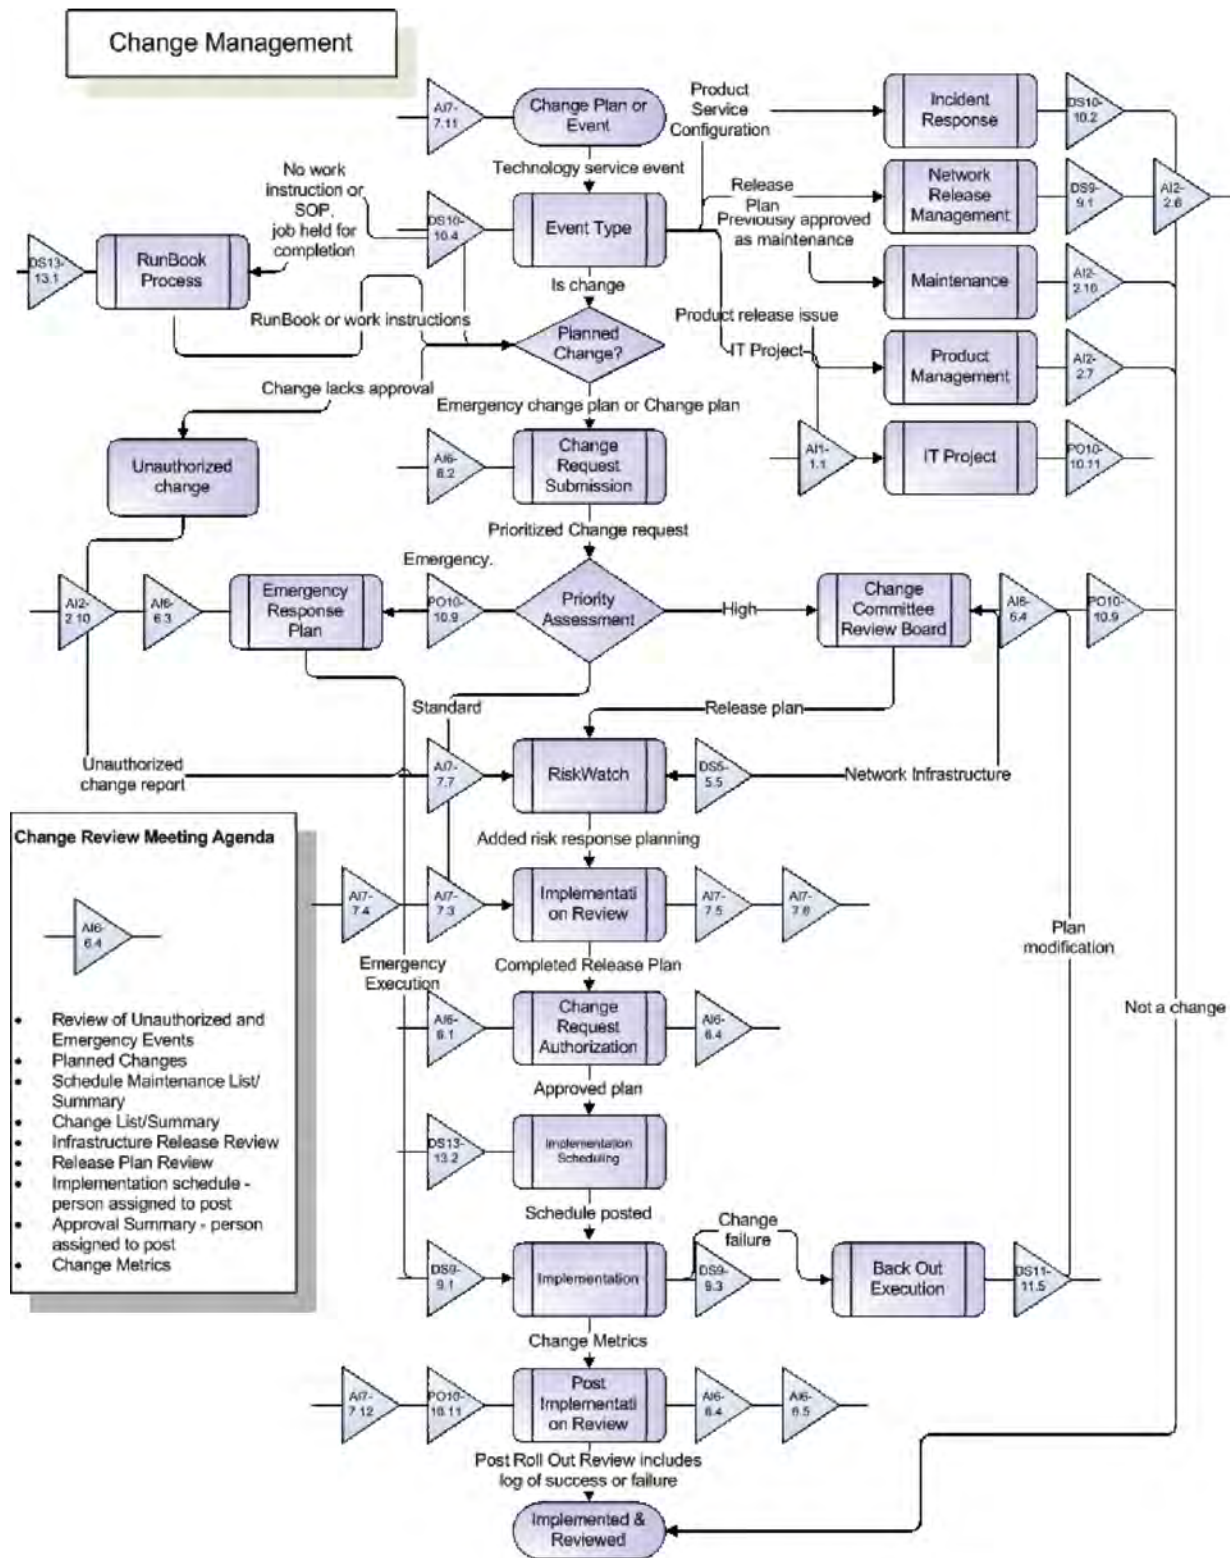 Change Management
AI7-
7.11
Change Plan or
Event
Product
Service
Configuration
Incident
Response
DS10-
10.2
Technology service event
No work
instruction or
SOP.
job held for
completion
DS10-
10.4
Event Type
Release
Plan
Network
Release
Management
DS9-
9.1
AI2-
2.6
Previously approved
as maintenance
DS13-
13.1
RunBook
Process
Is change
Maintenance
AI2-
2.10
RunBook or work instructions
Planned
Change?
Product release issue
IT Project
Product
Management
AI2-
2.7
Change lacks approval
Emergency change plan or Change plan
Unauthorized
change
AI6-
Change
Request
Submission
AI1-
1.1
IT Project
PO10-
10.11
Prioritized Change request
Emergency.
AI2-
2.10
AI6-
6.3
Emergency
Response
Plan
PO10-
10.9
Priority
Assessment
High
Change
Committee
Review Board
AI6-
6.4
PO10-
10.9
Standard
Release plan
Unauthorized
change report
AI7-
7.7
RiskWatch
DS5-
5.5
Network Infrastructure
Added risk response planning
Change Review Meeting Agenda
AI6-
6.4
• Review of Unauthorized and
Emergency Events
• Planned Changes
• Schedule Maintenance List/
Summary
• Change List/Summary
• Infrastructure Release Review
• Release Plan Review
• Implementation schedule -
person assigned to post
• Approval Summary - person
assigned to post
• Change Metrics
AI7-
7.4
AI7-
7.3
Implementati
on Review
AI7-
7.5
AI7-
Plan
modification
Emergency
Execution
Completed Release Plan
AI6-
Change
Request
Authorization
AI6-
6.4
Not a change
Approved plan
DS13-
13.2
Implementation
Scheduling
Schedule posted
Change
failure
DS9-
9.1
Implementation
DS9-
9.3
Back Out
Execution
DS11-
11.5
Change Metrics
AI7-
7.12
PO10-
10.11
Post
Implementati
on Review
AI6-
6.4
AI6-
6.5
Post Roll Out Review includes
log of success or failure
Implemented &
Reviewed